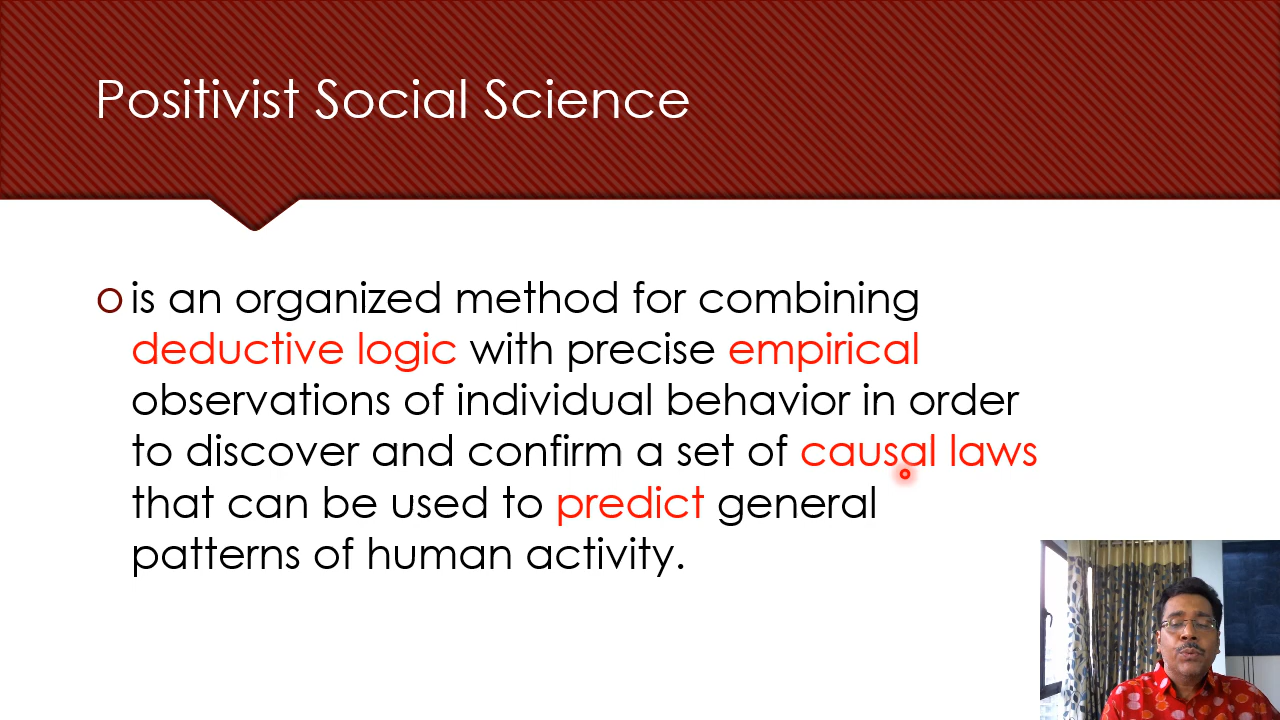 Positivist Social Science
is an organized method for combining
deductive logic with precise empirical
observations of individual behavior in order
to discover and confirm a set of causal laws
that can be used to predict general
patterns of human activity.